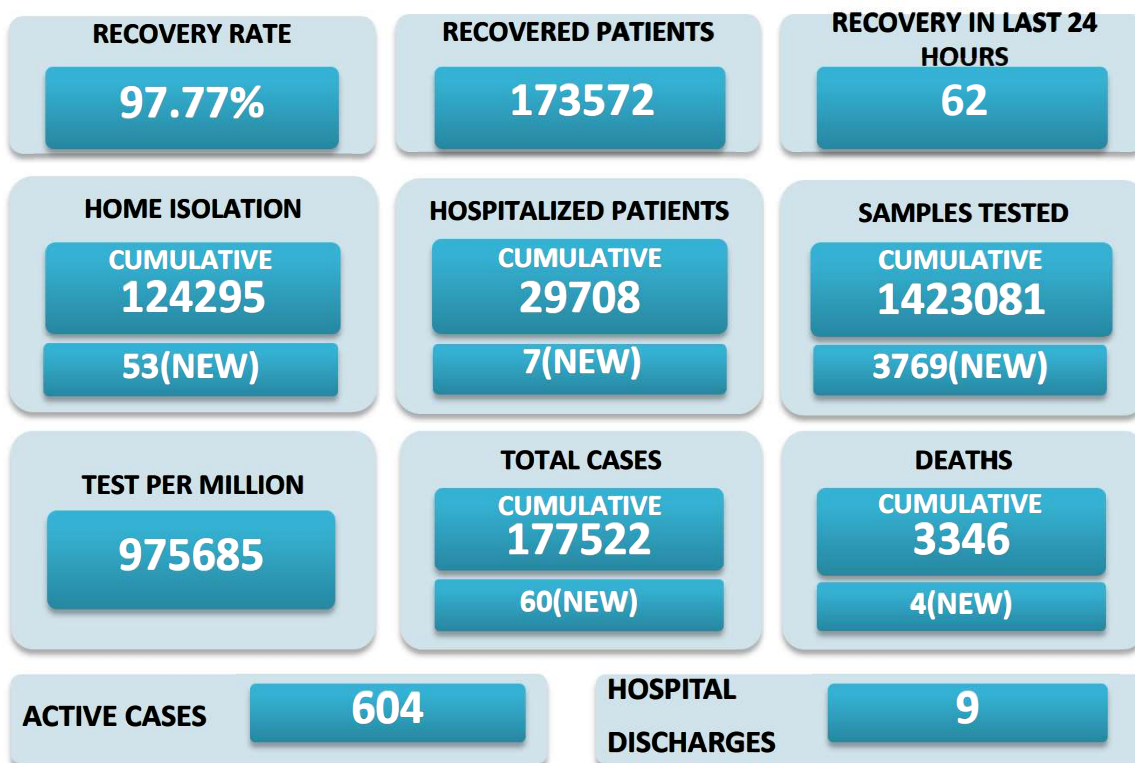 RECOVERY RATE
97.77%
RECOVERED PATIENTS
173572
RECOVERY IN LAST 24
HOURS
62
HOME ISOLATION
CUMULATIVE
124295
53(NEW)
HOSPITALIZED PATIENTS
CUMULATIVE
29708
7(NEW)
SAMPLES TESTED
CUMULATIVE
1423081
3769(NEW)
TEST PER MILLION
975685
TOTAL CASES
CUMULATIVE
177522
60(NEW)
DEATHS
CUMULATIVE
3346
4(NEW)
ACTIVE CASES
604
HOSPITAL
DISCHARGES
9